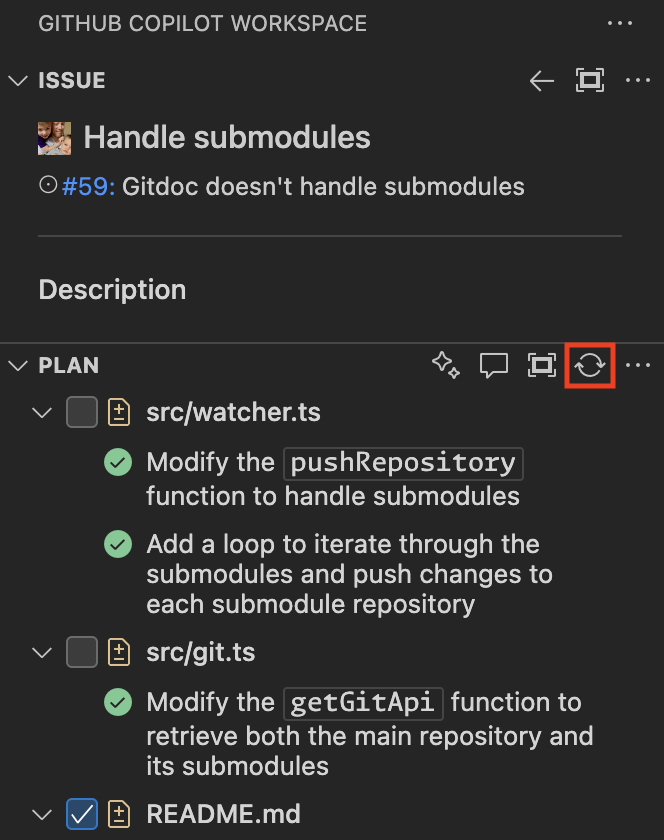 GITHUB COPILOT WORKSPACE
ISSUE
Handle submodules
#59: Gitdoc doesn't handle submodules
Description
PLAN
src/watcher.ts
Modify the pushRepository
function to handle submodules
Add a loop to iterate through the
submodules and push changes to
each submodule repository
src/git.ts
Modify the getGitApi function to
retrieve both the main repository and
its submodules
README.md